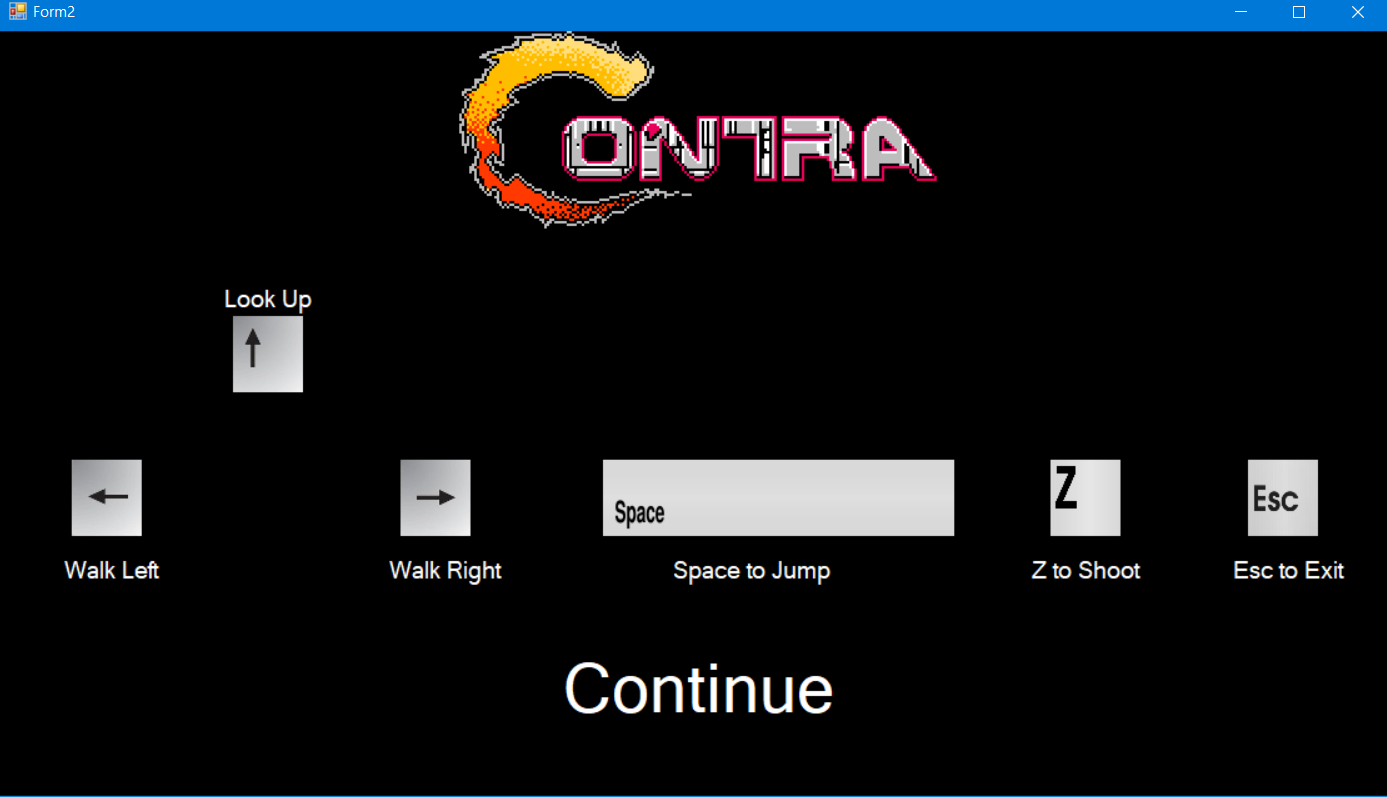 Form2
CONTRA
Look Up
Space
Z
Esc
Walk Left
Walk Right
Space to Jump
Z to Shoot
Esc to Exit
Continue